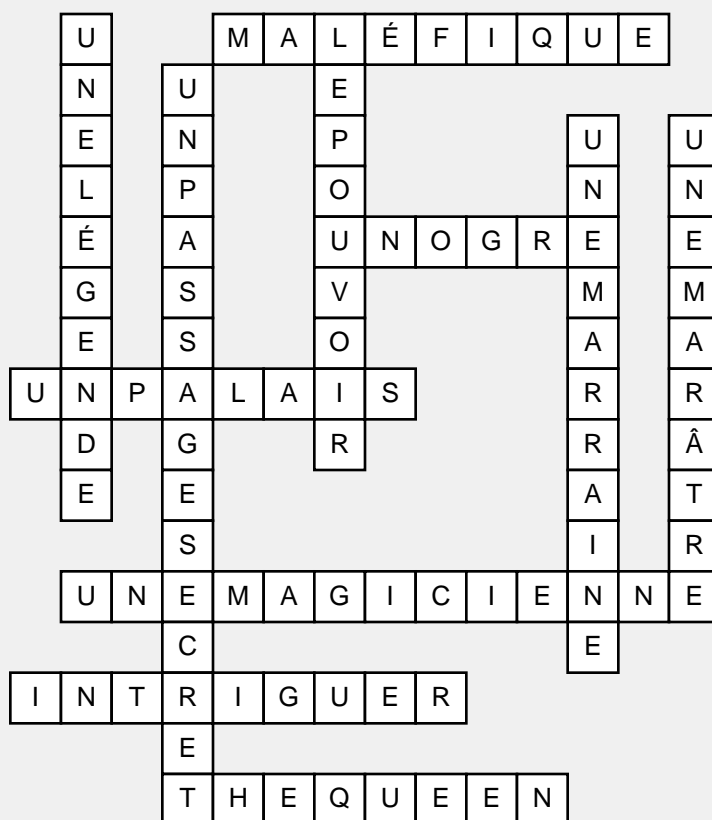 UNELÉGENDE
MALÉFIQUE
LEPOUVOIR
UNPASSAGESECRET
UNEMARRAINE
UNEMARÂTRE
UNOGRE
UNPALAIS
UNEMAGICIENNE
INTRIGUER
THEQUEEN